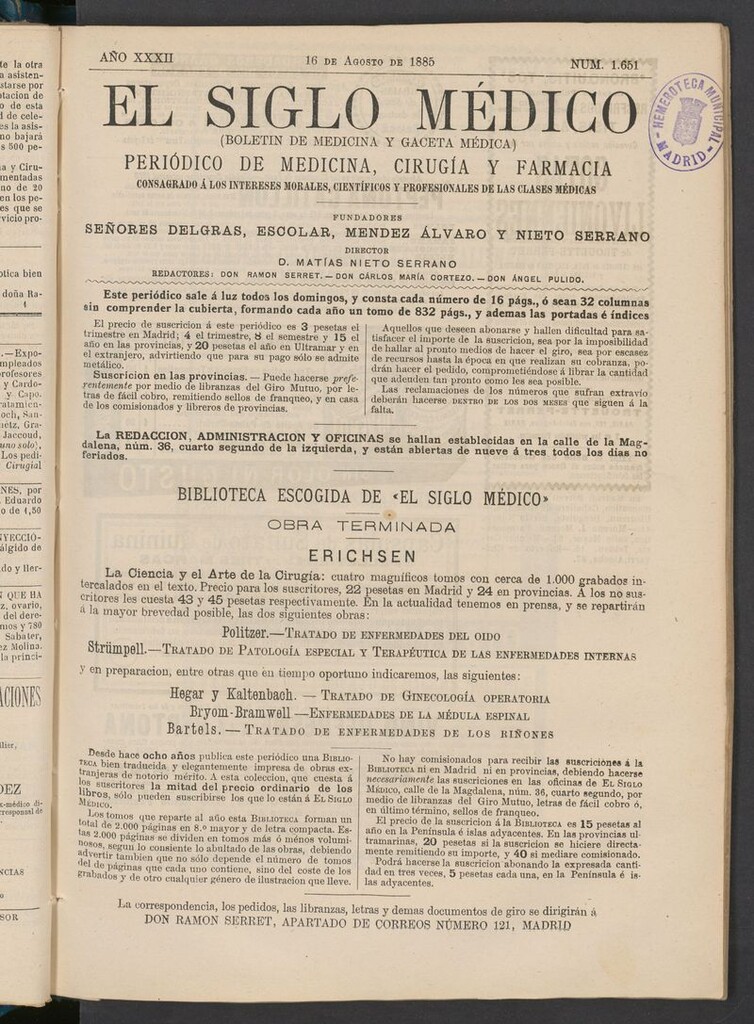 AÑO XXXII
16 DE AGOSTO DE 1885
NUM. 1.651
HEMEROTECA MUNICIPAL
MADRID
EL SIGLO MÉDICO
(BOLETIN DE MEDICINA Y GACETA MÉDICA)
PERIÓDICO DE MEDICINA, CIRUGÍA Y FARMACIA
CONSAGRADO Á LOS INTERESES MORALES, CIENTÍFICOS Y PROFESIONALES DE LAS CLASES MÉDICAS
FUNDADORES
SEÑORES DELGRAS, ESCOLAR, MENDEZ ÁLVARO Y NIETO SERRANO
DIRECTOR
D. MATÍAS NIETO SERRANO
REDACTORES: DON RAMON SERRET. — DON CÁRLOS MARÍA CORTEZO. — DON ÁNGEL PULIDO.
Este periódico sale á luz todos los domingos, y consta cada número de 16 págs., ó sean 32 columnas
sin comprender la cubierta, formando cada año un tomo de 832 págs., y ademas las portadas é índices
El precio de suscricion á este periódico es 3 pesetas el
trimestre en Madrid; 4 el trimestre, 8 el semestre y 15 el
año en las provincias, y 20 pesetas el año en Ultramar y en
el extranjero, advirtiendo que para su pago sólo se admite
metálico.
Suscricion en las provincias. — Puede hacerse prefe-
rentemente por medio de libranzas del Giro Mutuo, por le-
tras de fácil cobro, remitiendo sellos de franqueo, y en casa
de los comisionados y libreros de provincias.
Aquellos que deseen abonarse y hallen dificultad para sa-
tisfacer el importe de la suscricion, sea por la imposibilidad
de hallar al pronto medios de hacer el giro, sea por escasez
de recursos hasta la época en que realizan su cobranza, po-
drán hacer el pedido, comprometiéndose á librar la cantidad
que adeuden tan pronto como les sea posible.
Las reclamaciones de los números que sufran extravío
deberán hacerse DENTRO DE LOS DOS MESES que siguen á la
falta.
La REDACCION, ADMINISTRACION Y OFICINAS se hallan establecidas en la calle de la Mag-
dalena, núm. 36, cuarto segundo de la izquierda, y están abiertas de nueve á tres todos los dias no
feriados.
BIBLIOTECA ESCOGIDA DE «EL SIGLO MÉDICO»
OBRA TERMINADA
ERICHSEN
La Ciencia y el Arte de la Cirugía: cuatro magníficos tomos con cerca de 1.000 grabados in-
tercalados en el texto. Precio para los suscritores, 22 pesetas en Madrid y 24 en provincias. A los no sus-
critores les cuesta 43 y 45 pesetas respectivamente. En la actualidad tenemos en prensa, y se repartirán
á la mayor brevedad posible, las dos siguientes obras:
Politzer.—TRATADO DE ENFERMEDADES DEL OIDO
Strümpell.—TRATADO DE PATOLOGÍA ESPECIAL Y TERAPÉUTICA DE LAS ENFERMEDADES INTERNAS
y en preparacion, entre otras que en tiempo oportuno indicaremos, las siguientes:
Hegar y Kaltenbach. — TRATADO DE GINECOLOGÍA OPERATORIA
Bryom-Bramwell —ENFERMEDADES DE LA MÉDULA ESPINAL
Bartels. — TRATADO DE ENFERMEDADES DE LOS RIÑONES
Desde hace ocho años publica este periódico una BIBLIO-
TECA bien traducida y elegantemente impresa de obras ex-
tranjeras de notorio mérito. A esta coleccion, que cuesta á
los suscritores la mitad del precio ordinario de los
libros, sólo pueden suscribirse los que lo están á EL SIGLO
MÉDICO.
Los tomos que reparte al año esta BIBLIOTECA forman un
total de 2.000 páginas en 8.º mayor y de letra compacta. Es-
tas 2.000 páginas se dividen en tomos más ó ménos volumi-
nosos, segun lo consiente lo abultado de las obras, debiendo
advertir tambien que no sólo depende el número de tomos
del de páginas que cada uno contiene, sino del coste de los
grabados y de otro cualquier género de ilustracion que lleve.
No hay comisionados para recibir las suscriciones á la
BIBLIOTECA ni en Madrid ni en provincias, debiendo hacerse
necesariamente las suscriciones en las oficinas de EL SIGLO
MÉDICO, calle de la Magdalena, núm. 36, cuarto segundo, por
medio de libranzas del Giro Mutuo, letras de fácil cobro ó,
en último término, sellos de franqueo.
El precio de la suscricion á la BIBLIOTECA es 15 pesetas al
año en la Península é islas adyacentes. En las provincias ul-
tramarinas, 20 pesetas si la suscricion se hiciere directa-
mente remitiendo su importe, y 40 si mediare comisionado.
Podrá hacerse la suscricion abonando la expresada canti-
dad en tres veces, 5 pesetas cada una, en la Península é is-
las adyacentes.
La correspondencia, los pedidos, las libranzas, letras y demas documentos de giro se dirigirán á
DON RAMON SERRET, APARTADO DE CORREOS NÚMERO 121, MADRID